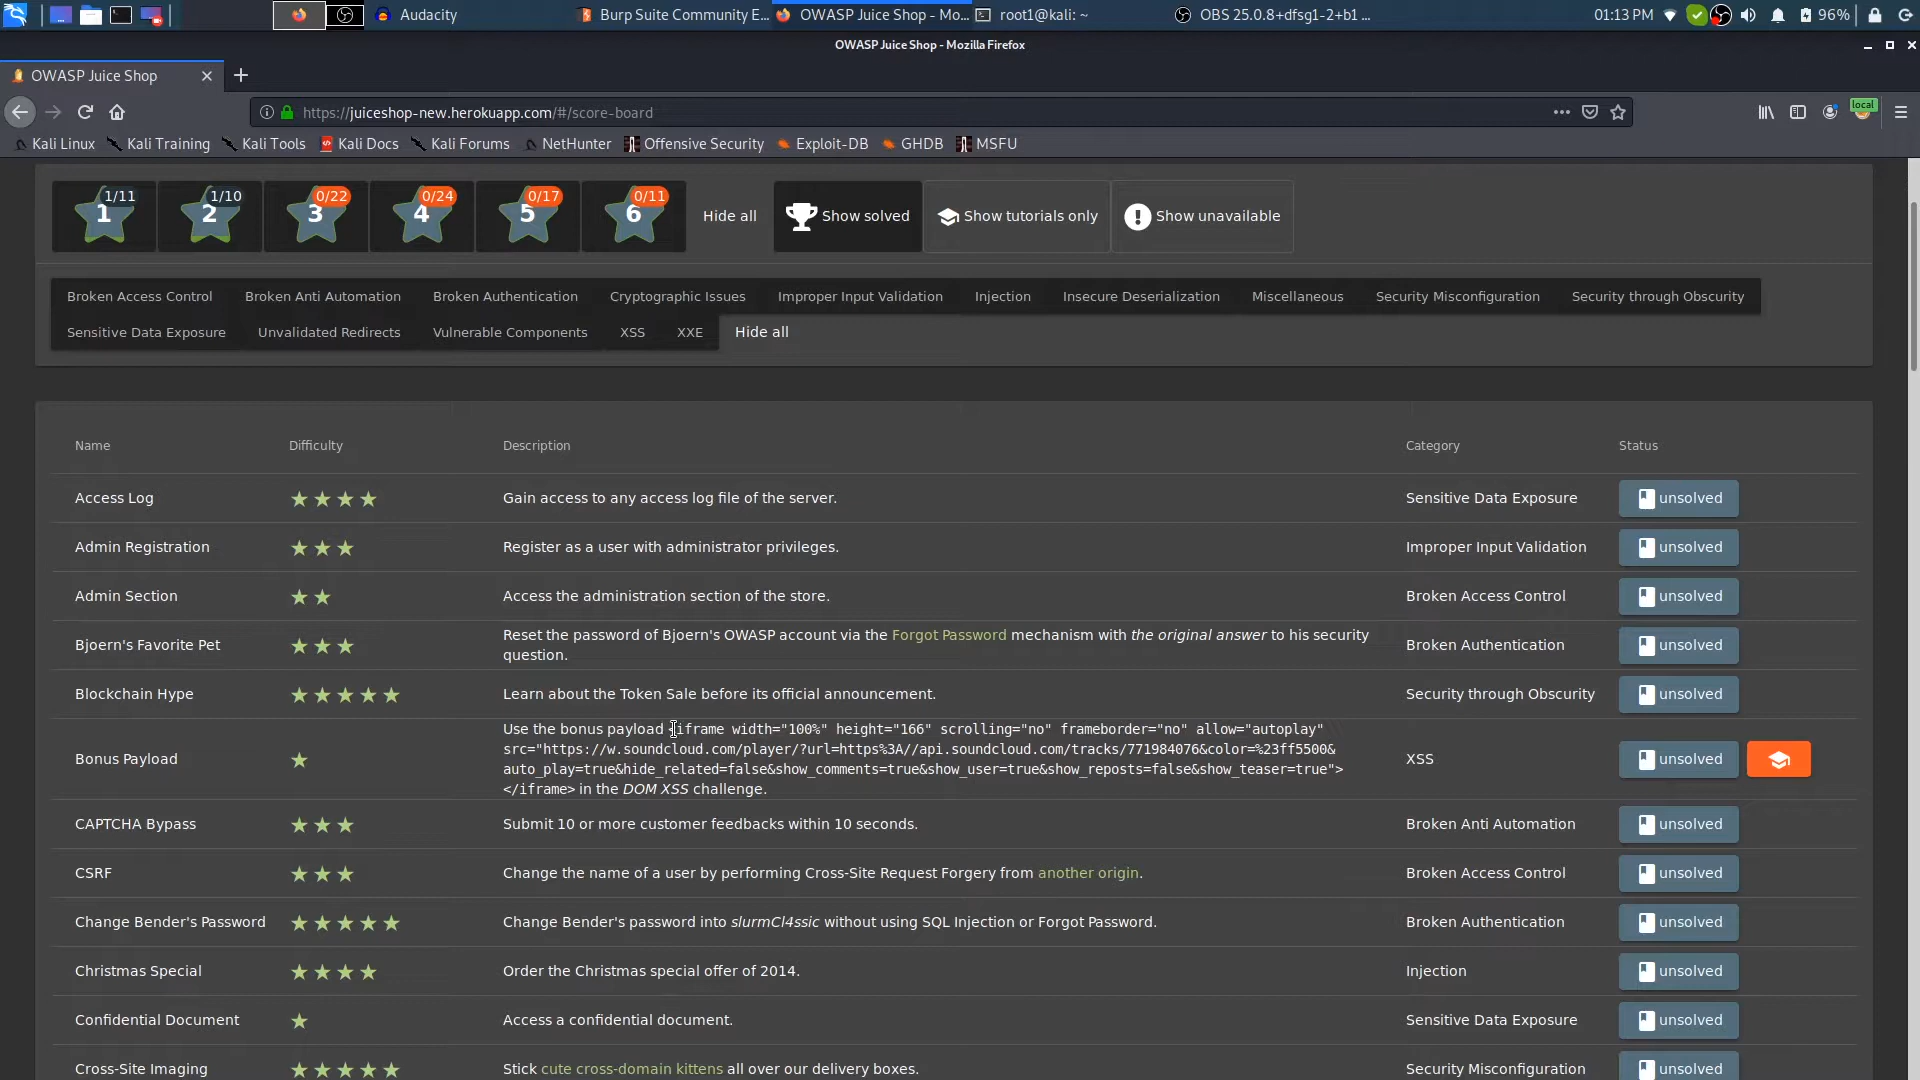 Audacity Burp Suite Community E... OWASP Juice Shop - Mo... root1@kali: ~ OBS 25.0.8+dfsg1-2+b1 ... 01:13 PM 96%
OWASP Juice Shop - Mozilla Firefox
OWASP Juice Shop
https://juiceshop-new.herokuapp.com/#/score-board local
Kali Linux Kali Training Kali Tools Kali Docs Kali Forums NetHunter Offensive Security Exploit-DB GHDB MSFU
1 1/11 2 1/10 3 0/22 4 0/24 5 0/17 6 0/11 Hide all Show solved Show tutorials only Show unavailable
Broken Access Control Broken Anti Automation Broken Authentication Cryptographic Issues Improper Input Validation Injection Insecure Deserialization Miscellaneous Security Misconfiguration Security through Obscurity
Sensitive Data Exposure Unvalidated Redirects Vulnerable Components XSS XXE Hide all
Name Difficulty Description Category Status
Access Log Gain access to any access log file of the server. Sensitive Data Exposure unsolved
Admin Registration Register as a user with administrator privileges. Improper Input Validation unsolved
Admin Section Access the administration section of the store. Broken Access Control unsolved
Bjoern's Favorite Pet Reset the password of Bjoern's OWASP account via the Forgot Password mechanism with the original answer to his security
question. Broken Authentication unsolved
Blockchain Hype Learn about the Token Sale before its official announcement. Security through Obscurity unsolved
Use the bonus payload <iframe width="100%" height="166" scrolling="no" frameborder="no" allow="autoplay"
src="https://w.soundcloud.com/player/?url=https%3A//api.soundcloud.com/tracks/771984076&color=%23ff5500&
Bonus Payload auto_play=true&hide_related=false&show_comments=true&show_user=true&show_reposts=false&show_teaser=true"> XSS unsolved
</iframe> in the DOM XSS challenge.
CAPTCHA Bypass Submit 10 or more customer feedbacks within 10 seconds. Broken Anti Automation unsolved
CSRF Change the name of a user by performing Cross-Site Request Forgery from another origin. Broken Access Control unsolved
Change Bender's Password Change Bender's password into slurmCl4ssic without using SQL Injection or Forgot Password. Broken Authentication unsolved
Christmas Special Order the Christmas special offer of 2014. Injection unsolved
Confidential Document Access a confidential document. Sensitive Data Exposure unsolved
Cross-Site Imaging Stick cute cross-domain kittens all over our delivery boxes. Security Misconfiguration unsolved